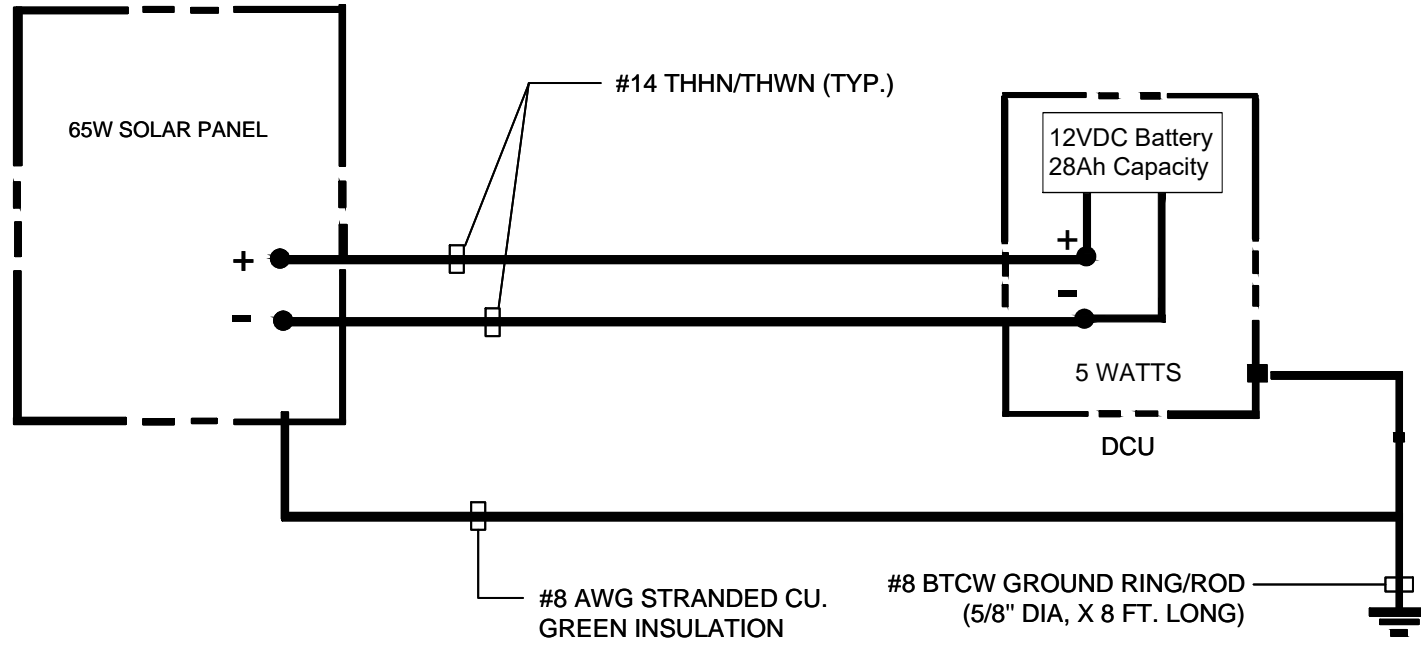 #14 THHN/THWN (TYP.)
65W SOLAR PANEL
12VDC Battery
28Ah Capacity
+
-
+
-
5 WATTS
DCU
#8 AWG STRANDED CU.
GREEN INSULATION
#8 BTCW GROUND RING/ROD
(5/8" DIA, X 8 FT. LONG)